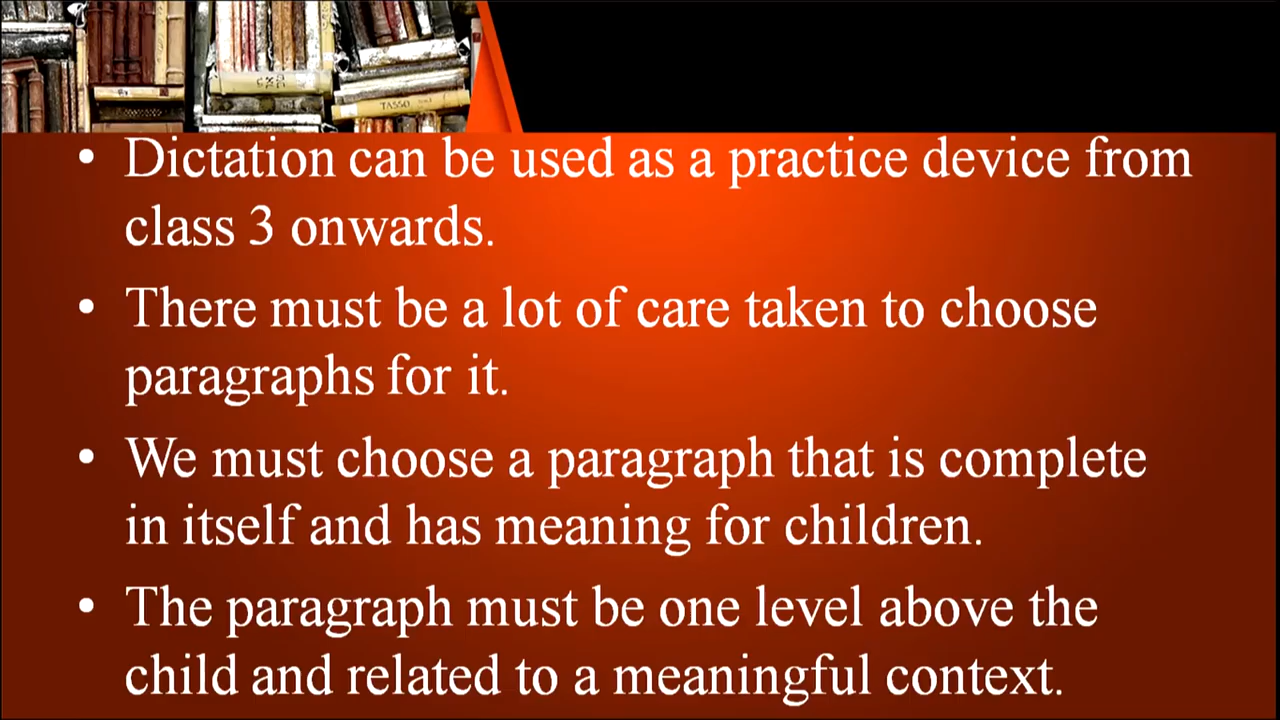 TASSO
• Dictation can be used as a practice device from
class 3 onwards.
• There must be a lot of care taken to choose
paragraphs for it.
• We must choose a paragraph that is complete
in itself and has meaning for children.
• The paragraph must be one level above the
child and related to a meaningful context.